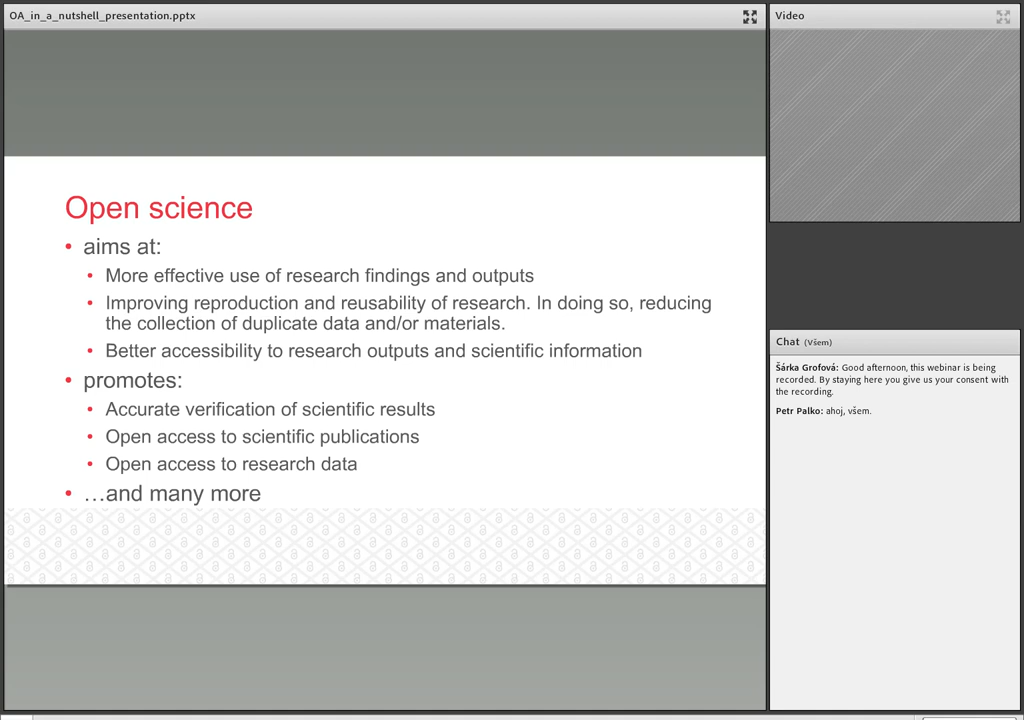 OA_in_a_nutshell_presentation.pptx
Open science
• aims at:
• More effective use of research findings and outputs
• Improving reproduction and reusability of research. In doing so, reducing
the collection of duplicate data and/or materials.
• Better accessibility to research outputs and scientific information
• promotes:
• Accurate verification of scientific results
• Open access to scientific publications
• Open access to research data
• …and many more
Video
Chat (Všem)
Šárka Grofová: Good afternoon, this webinar is being
recorded. By staying here you give us your consent with
the recording.
Petr Palko: ahoj, všem.